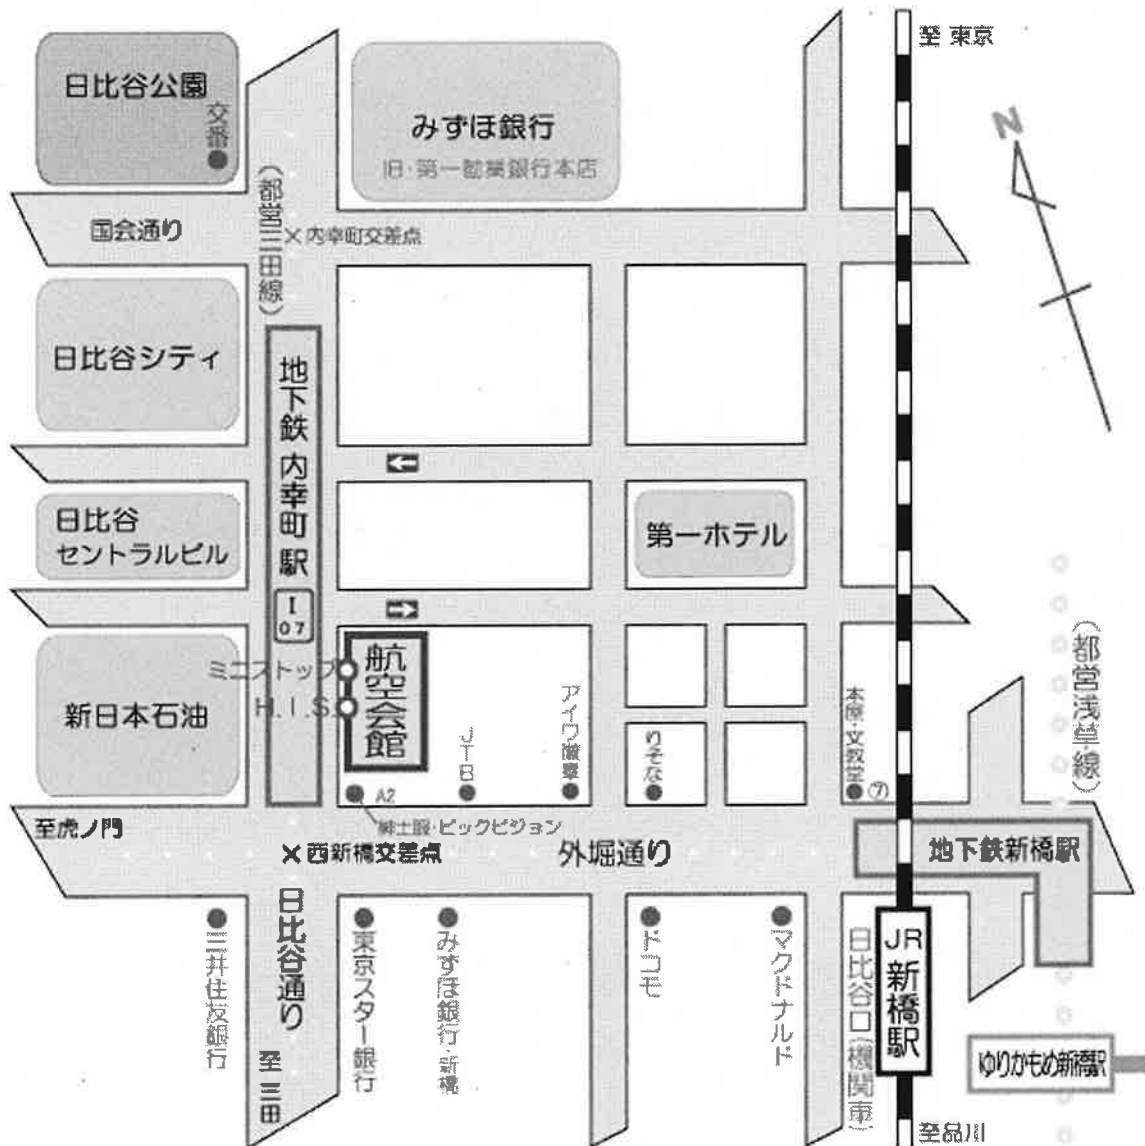 至 東京
日比谷公園
交番
みずほ銀行
旧・第一勧業銀行本店
N
国会通り
（都営三田線）
×内幸町交差点
日比谷シティ
地下鉄 内幸町 駅
I
07
日比谷
セントラルビル
第一ホテル
新日本石油
ミニストップ
H.I.S.
航空会館
JTB
りそな
本屋・文教堂
⑦
（都営浅草線）
A2
紳士服・ビックビジョン
至虎ノ門
×西新橋交差点
外堀通り
地下鉄新橋駅
日比谷通り
至 三田
三井住友銀行
東京スター銀行
みずほ銀行・新橋
ドコモ
マクドナルド
日比谷口（機関車）
JR 新橋駅
ゆりかもめ新橋駅
至品川